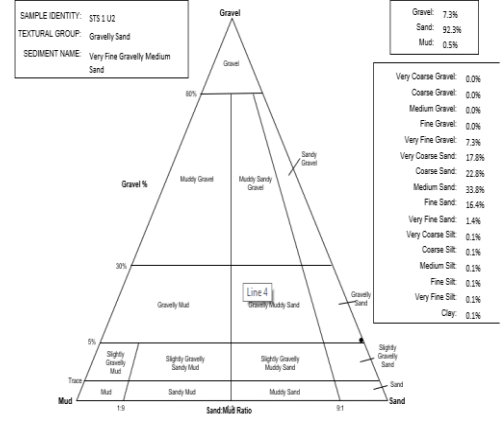 SAMPLE IDENTITY: STS 1 U2
TEXTURAL GROUP: Gravelly Sand
SEDIMENT NAME: Very Fine Gravelly Medium
Sand
Gravel
Gravel: 7.3%
Sand: 92.3%
Mud: 0.5%
Very Coarse Gravel: 0.0%
Coarse Gravel: 0.0%
Medium Gravel: 0.0%
Fine Gravel: 0.0%
Very Fine Gravel: 7.3%
Very Coarse Sand: 17.8%
Coarse Sand: 22.8%
Medium Sand: 33.8%
Fine Sand: 16.4%
Very Fine Sand: 1.4%
Very Coarse Silt: 0.1%
Coarse Silt: 0.1%
Medium Silt: 0.1%
Fine Silt: 0.1%
Very Fine Silt: 0.1%
Clay: 0.1%
Gravel
80%
Sandy
Gravel
Gravel %
Muddy Gravel
Muddy Sandy
Gravel
30%
Line 4
Gravelly Mud
Gravelly Muddy Sand
Gravelly
Sand
5%
Slightly
Gravelly
Mud
Slightly Gravelly
Sandy Mud
Slightly Gravelly
Muddy Sand
Slightly
Gravelly
Sand
Trace
Mud
Sandy Mud
Muddy Sand
Sand
Mud
Sand
1:9
Sand:Mud Ratio
9:1